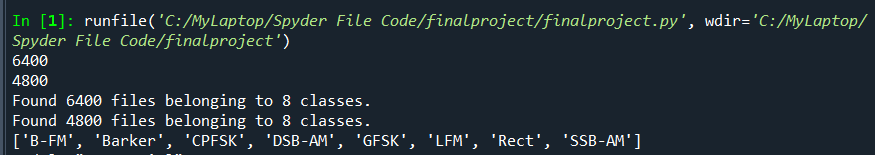 In [1]: runfile('C:/MyLaptop/Spyder File Code/finalproject/finalproject.py', wdir='C:/MyLaptop/
Spyder File Code/finalproject')
6400
4800
Found 6400 files belonging to 8 classes.
Found 4800 files belonging to 8 classes.
['B-FM', 'Barker', 'CPFSK', 'DSB-AM', 'GFSK', 'LFM', 'Rect', 'SSB-AM']